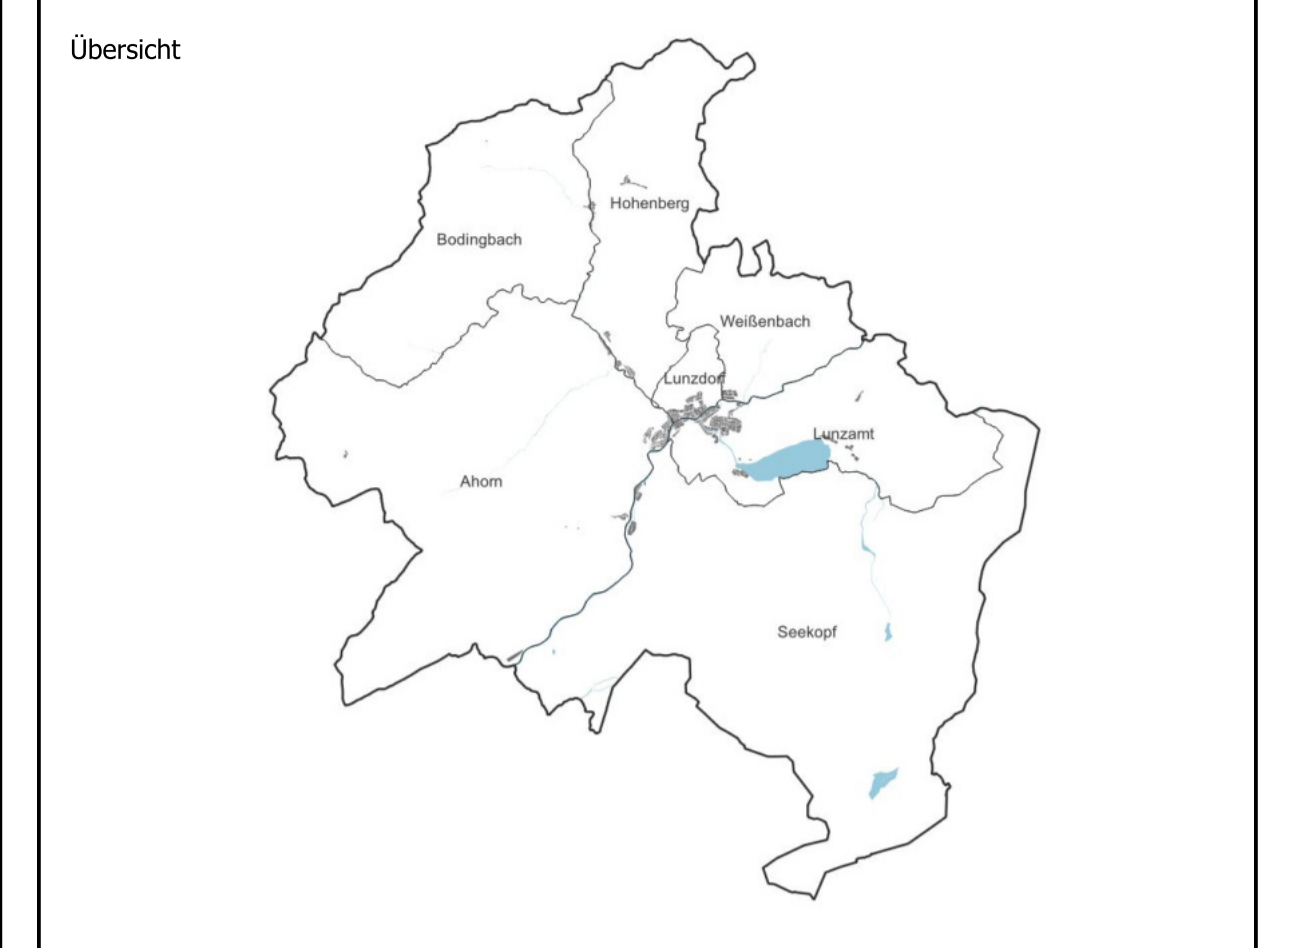 Übersicht
Hohenberg
Bodingbach
Weißenbach
Lunzdorf
Lunzamt
Ahorn
Seekopf